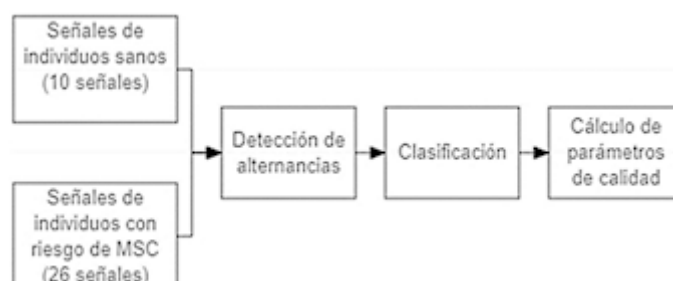 Señales de
individuos sanos
(10 señales)
Señales de
individuos con
riesgo de MSC
(26 señales)
Detección de
alternancias
Clasificación
Cálculo de
parámetros
de calidad